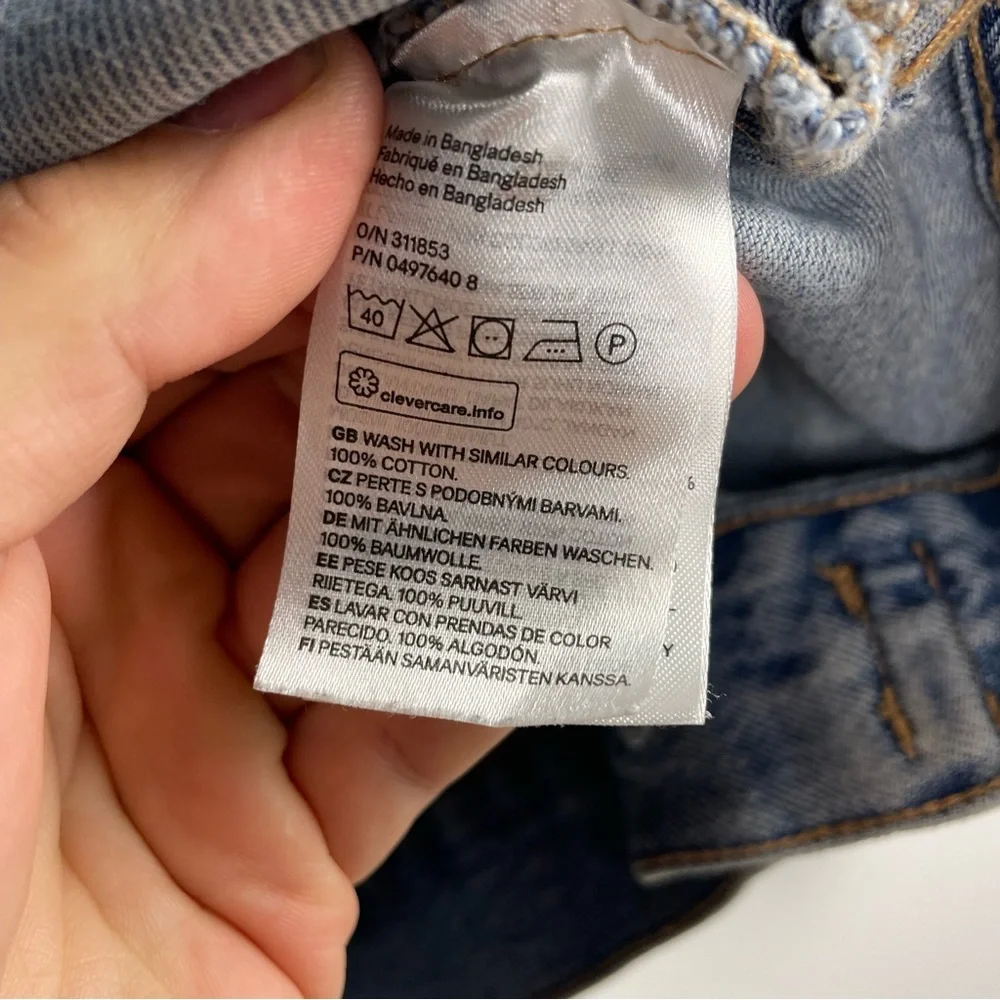 Made in Bangladesh
Fabriqué en Bangladesh
Hecho en Bangladesh
O/N 311853
P/N 0497640 8
40
P
clevercare.info
GB WASH WITH SIMILAR COLOURS.
100% COTTON.
CZ PERTE S PODOBNÝMI BARVAMI.
100% BAVLNA.
DE MIT ÄHNLICHEN FARBEN WASCHEN.
100% BAUMWOLLE.
EE PESE KOOS SARNAST VÄRVI
RIIETEGA. 100% PUUVILL.
ES LAVAR CON PRENDAS DE COLOR
PARECIDO. 100% ALGODÓN.
FI PESTÄÄN SAMANVÄRISTEN KANSSA.
6
Y